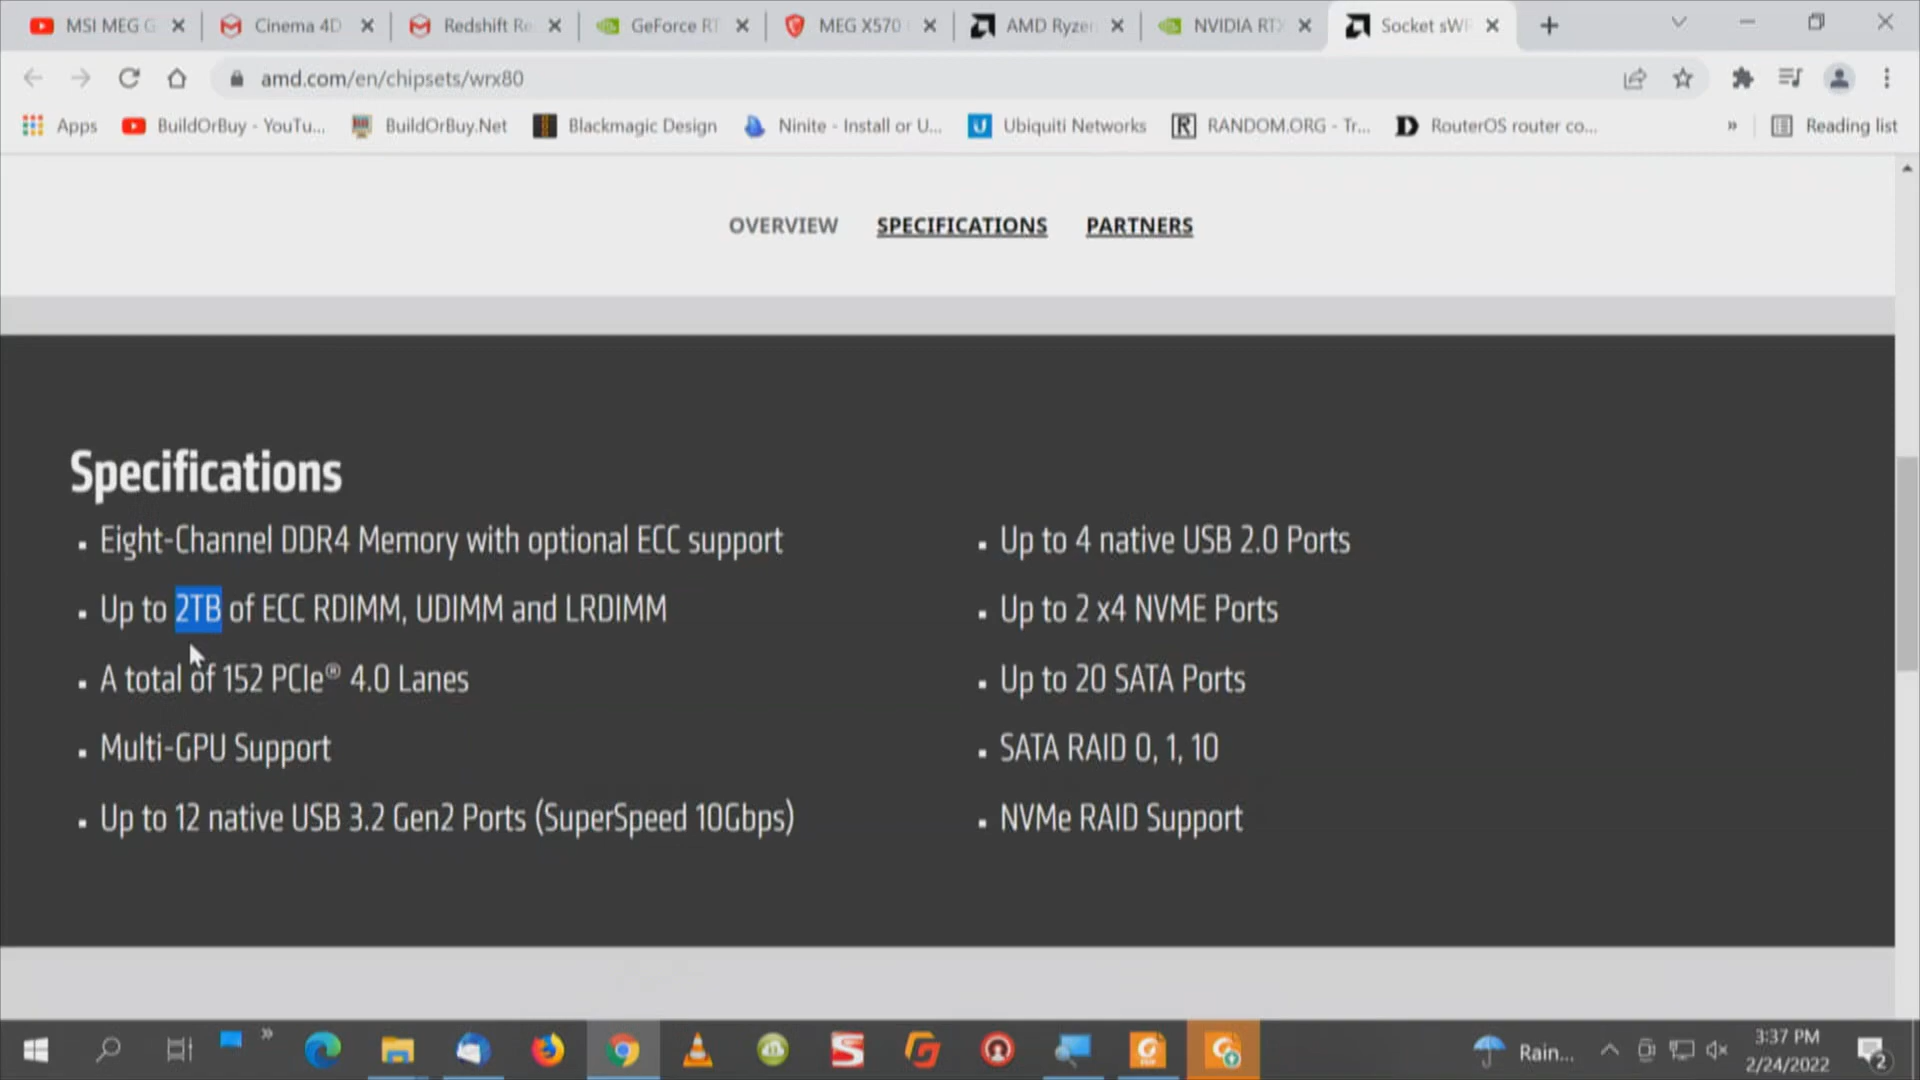 MSI MEG G
Cinema 4D
Redshift Re
GeForce RT
MEG X570
AMD Ryzen
NVIDIA RTX
Socket sWR
amd.com/en/chipsets/wrx80
Apps
BuildOrBuy - YouTu...
BuildOrBuy.Net
Blackmagic Design
Ninite - Install or U...
Ubiquiti Networks
RANDOM.ORG - Tr...
RouterOS router co...
»
Reading list
OVERVIEW
SPECIFICATIONS
PARTNERS
Specifications
Eight-Channel DDR4 Memory with optional ECC support
Up to 2TB of ECC RDIMM, UDIMM and LRDIMM
A total of 152 PCIe® 4.0 Lanes
Multi-GPU Support
Up to 12 native USB 3.2 Gen2 Ports (SuperSpeed 10Gbps)
Up to 4 native USB 2.0 Ports
Up to 2 x4 NVME Ports
Up to 20 SATA Ports
SATA RAID 0, 1, 10
NVMe RAID Support
»
Rain...
3:37 PM
2/24/2022
2